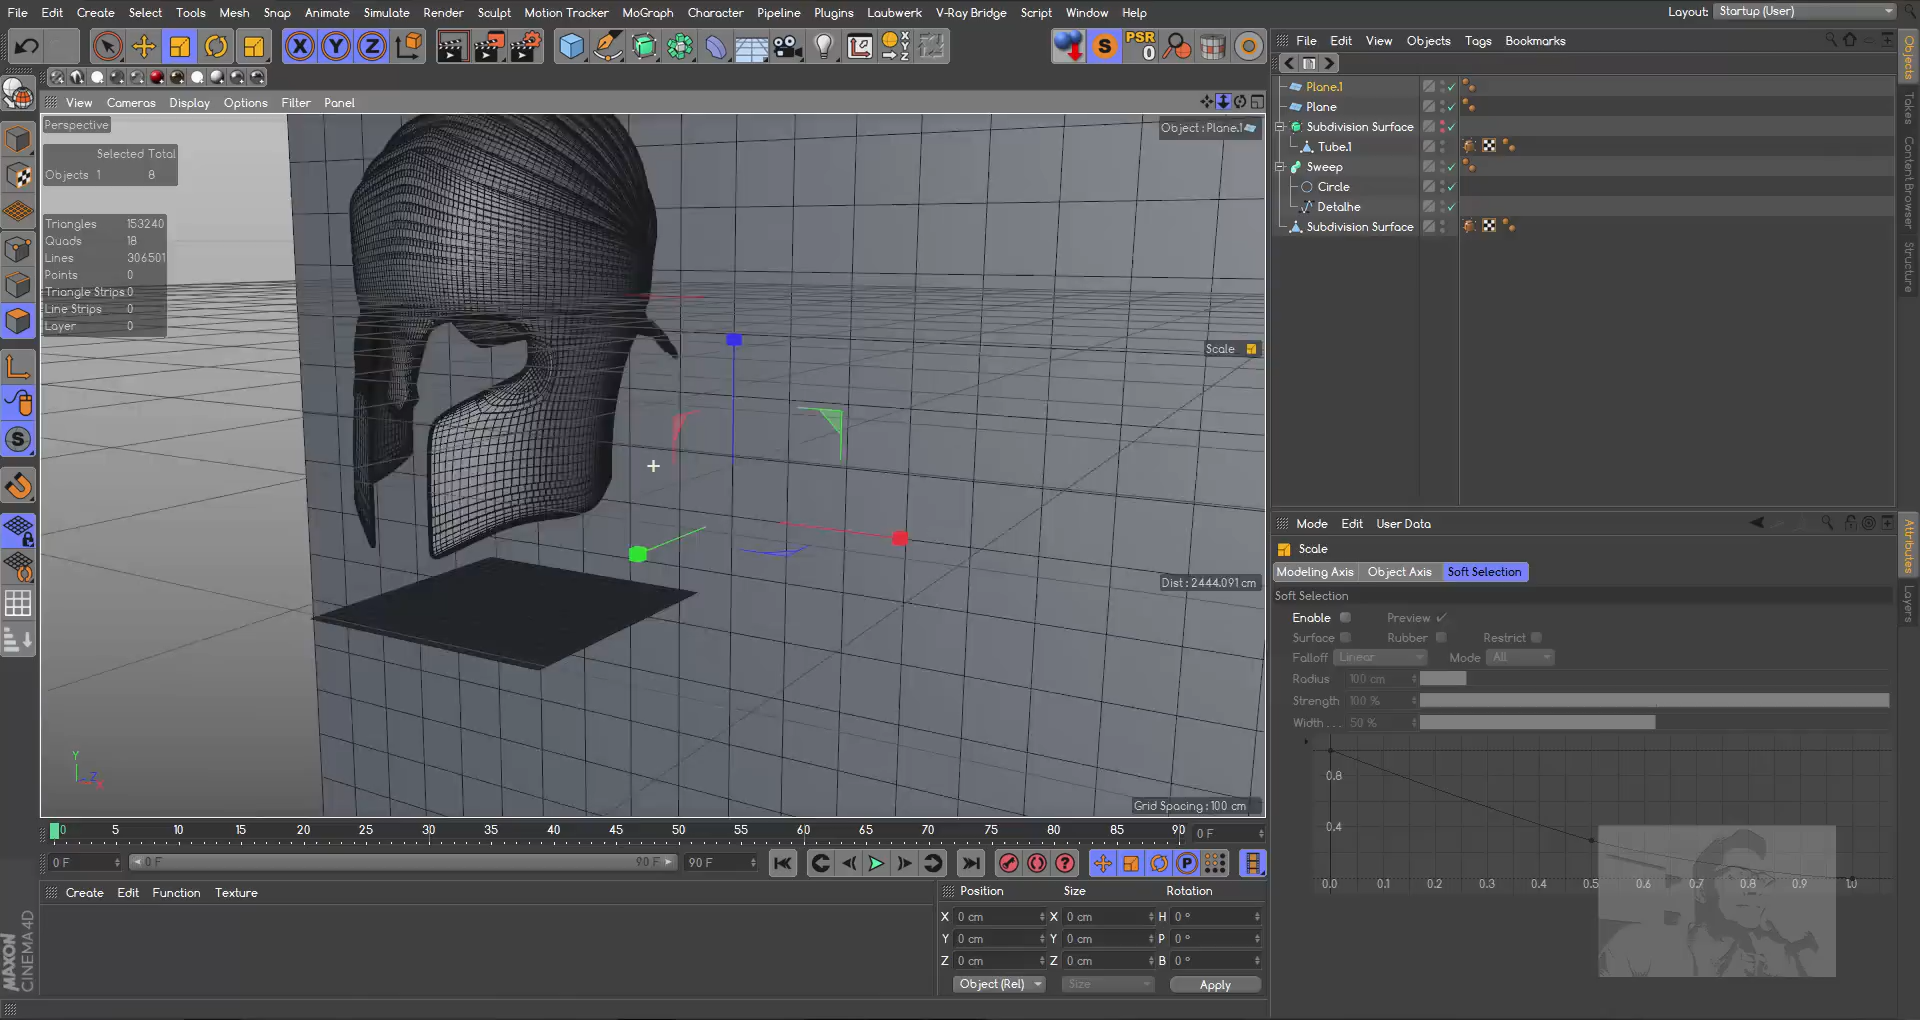 File Edit Create Select Tools Mesh Snap Animate Simulate Render Sculpt Motion Tracker MoGraph Character Pipeline Plugins Laubwerk V-Ray Bridge Script Window Help Layout: Startup (User)
X Y Z S PSR 0
File Edit View Objects Tags Bookmarks
View Cameras Display Options Filter Panel
Perspective
Object : Plane.1
Selected Total
Objects 1 8
Triangles 153240
Quads 18
Lines 306501
Points 0
Triangle Strips 0
Line Strips 0
Layer 0
Scale
Dist : 2444.091 cm
Grid Spacing : 100 cm
Y Z X
Plane.1
Plane
Subdivision Surface
Tube.1
Sweep
Circle
Detalhe
Subdivision Surface
Objects
Takes
Content Browser
Structure
Mode Edit User Data
Scale
Modeling Axis Object Axis Soft Selection
Soft Selection
Enable Preview
Surface Rubber Restrict
Falloff Linear Mode All
Radius 100 cm
Strength 100 %
Width . . . 50 %
0.8
0.4
0.0 0.1 0.2 0.3 0.4 0.5 0.6 0.7 0.8 0.9 1.0
Attributes
Layers
0 5 10 15 20 25 30 35 40 45 50 55 60 65 70 75 80 85 90 0 F
0 F 0 F 90 F 90 F
Create Edit Function Texture
Position Size Rotation
X 0 cm X 0 cm H 0 °
Y 0 cm Y 0 cm P 0 °
Z 0 cm Z 0 cm B 0 °
Object (Rel) Size Apply
MAXON
CINEMA 4D